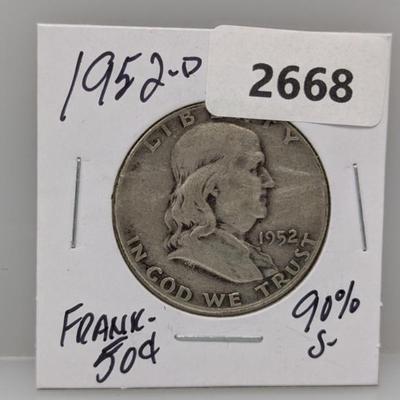 1952-D
2668
LIBERTY
1952
IN GOD WE TRUST
FRANK-
50¢
90%
S-